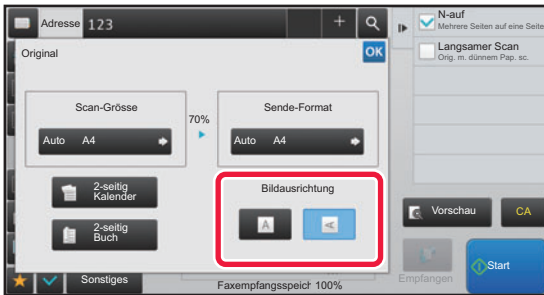 Adresse 123
N-auf
Mehrere Seiten auf eine Seite
Original
OK
Langsamer Scan
Orig. m. dünnem Pap. sc.
Scan-Grösse
70%
Sende-Format
Auto A4
Auto A4
2-seitig
Kalender
Bildausrichtung
A
A
2-seitig
Buch
Vorschau
CA
Sonstiges
Faxempfangsspeich 100%
Empfangen
Start